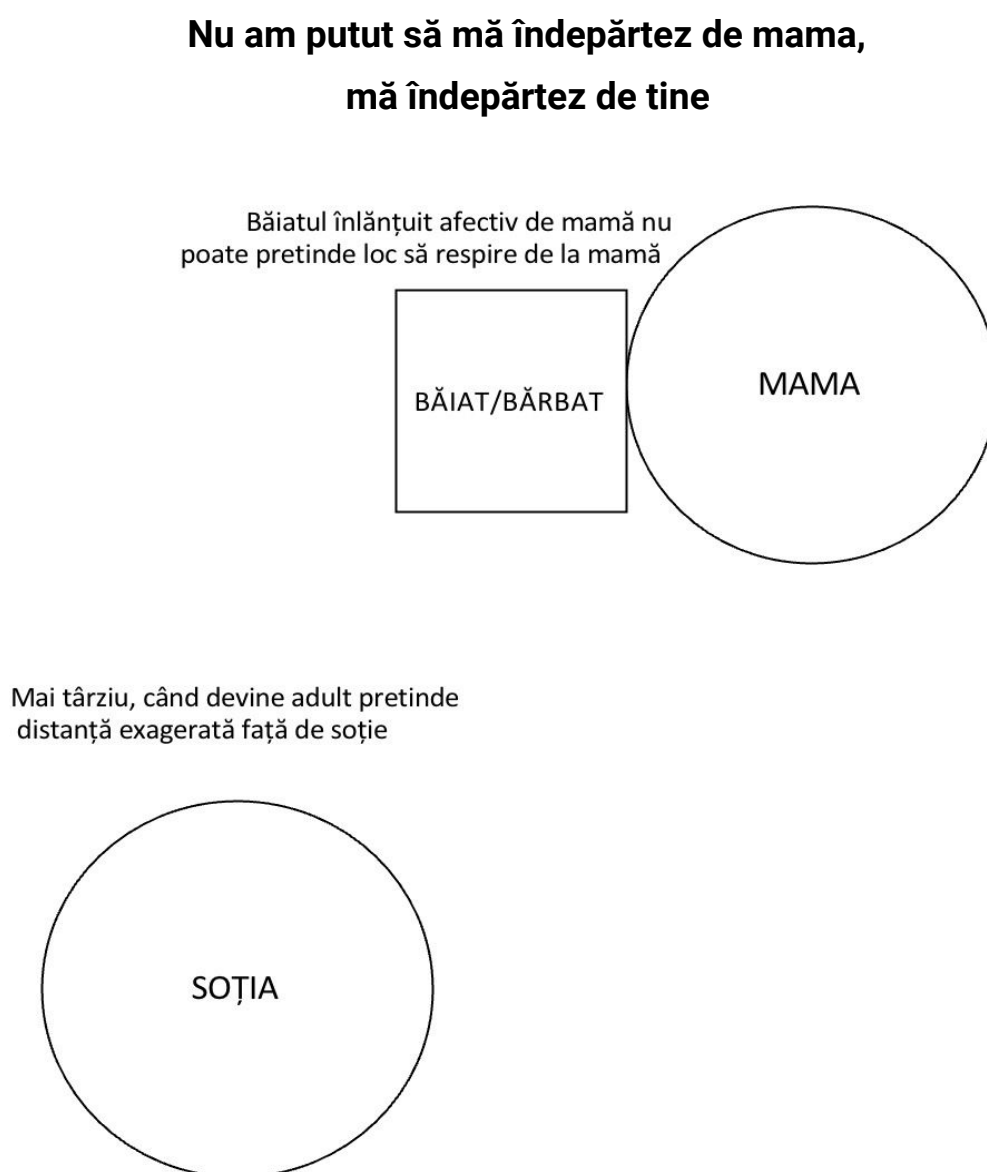 Nu am putut să mă îndepărtez de mama,
mă îndepărtez de tine
Băiatul înlănțuit afectiv de mamă nu
poate pretinde loc să respire de la mamă
BĂIAT/BĂRBAT
MAMA
Mai târziu, când devine adult pretinde
distanță exagerată față de soție
SOȚIA